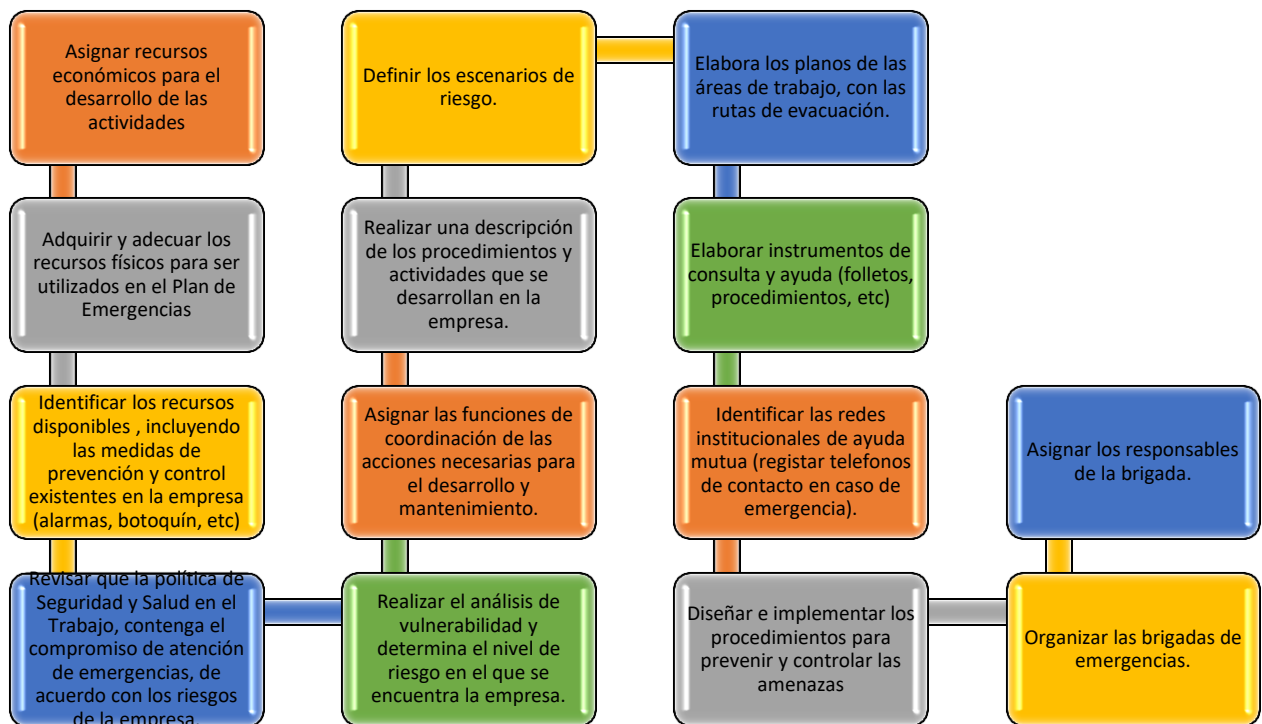 Asignar recursos
económicos para el
desarrollo de las
actividades
Adquirir y adecuar los
recursos físicos para ser
utilizados en el Plan de
Emergencias
Identificar los recursos
disponibles , incluyendo
las medidas de
prevención y control
existentes en la empresa
(alarmas, botoquín, etc)
Revisar que la política de
Seguridad y Salud en el
Trabajo, contenga el
compromiso de atención
de emergencias, de
acuerdo con los riesgos
de la empresa.
Realizar el análisis de
vulnerabilidad y
determina el nivel de
riesgo en el que se
encuentra la empresa.
Asignar las funciones de
coordinación de las
acciones necesarias para
el desarrollo y
mantenimiento.
Realizar una descripción
de los procedimientos y
actividades que se
desarrollan en la
empresa.
Definir los escenarios de
riesgo.
Elabora los planos de las
áreas de trabajo, con las
rutas de evacuación.
Elaborar instrumentos de
consulta y ayuda (folletos,
procedimientos, etc)
Identificar las redes
institucionales de ayuda
mutua (registar telefonos
de contacto en caso de
emergencia).
Diseñar e implementar los
procedimientos para
prevenir y controlar las
amenazas
Organizar las brigadas de
emergencias.
Asignar los responsables
de la brigada.